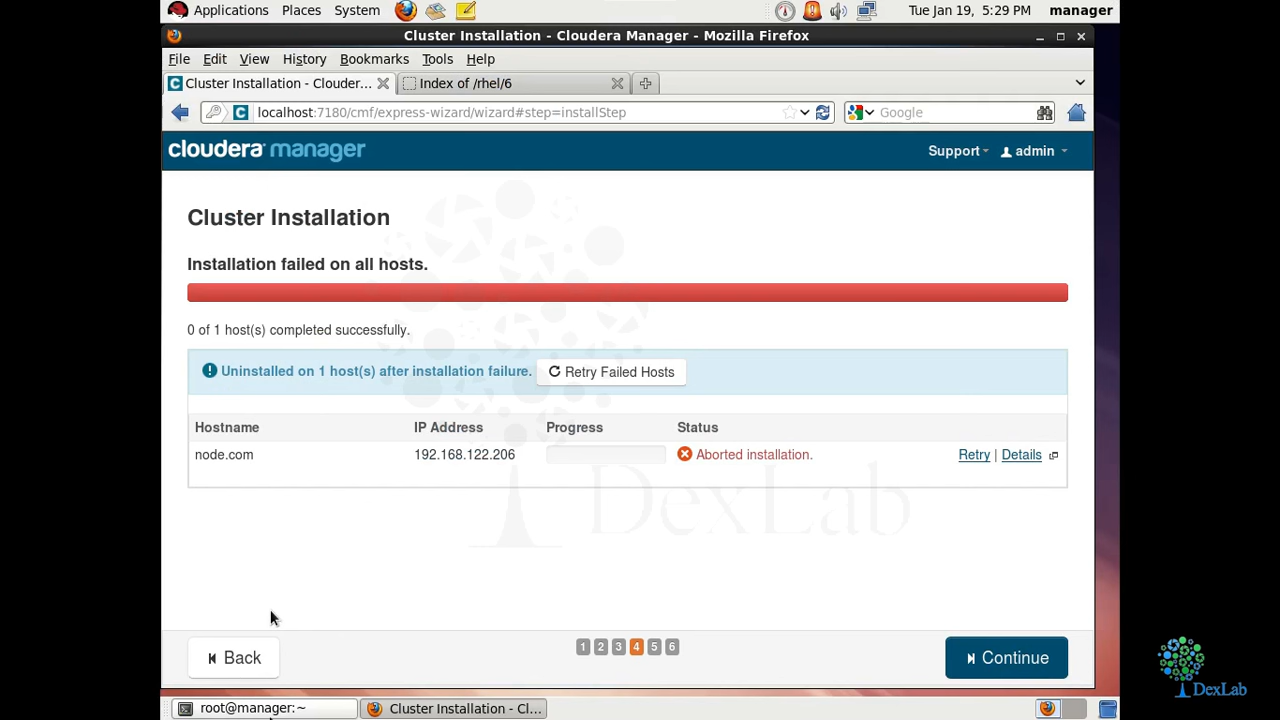 Applications Places System Tue Jan 19, 5:29 PM manager
Cluster Installation - Cloudera Manager - Mozilla Firefox
File Edit View History Bookmarks Tools Help
C Cluster Installation - Clouder... Index of /rhel/6
C localhost:7180/cmf/express-wizard/wizard#step=installStep Google
cloudera manager Support admin
Cluster Installation
Installation failed on all hosts.
0 of 1 host(s) completed successfully.
Uninstalled on 1 host(s) after installation failure. Retry Failed Hosts
Hostname IP Address Progress Status
node.com 192.168.122.206 Aborted installation. Retry | Details
DexLab
Back 1 2 3 4 5 6 Continue
DexLab
root@manager:~ Cluster Installation - Cl...